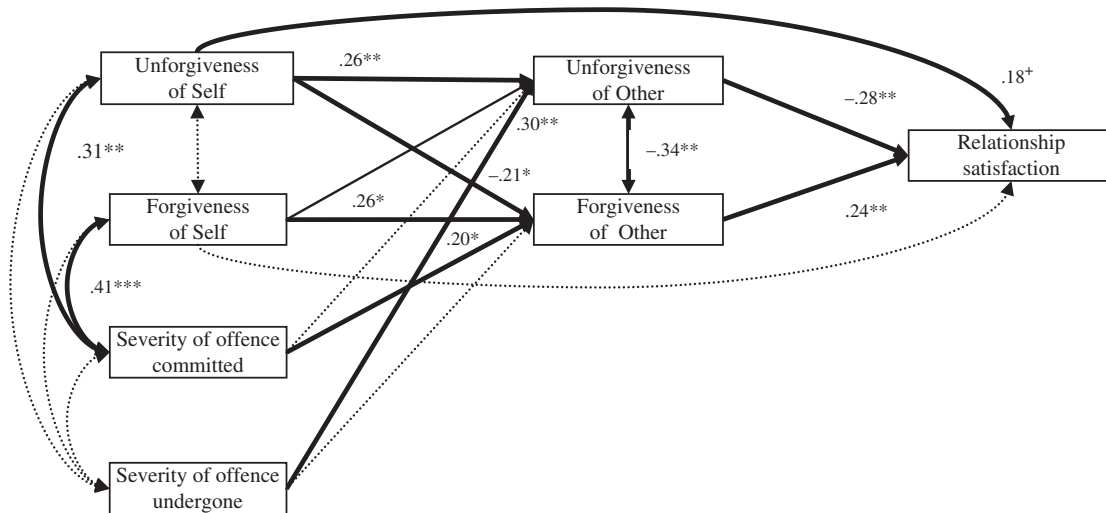 Unforgiveness
of Self
.26**
Unforgiveness
of Other
.18+
–.28**
.30**
Relationship
satisfaction
.31**
–.34**
–.21*
Forgiveness
of Self
.26*
Forgiveness
of Other
.24**
.20*
.41***
Severity of offence
committed
Severity of offence
undergone